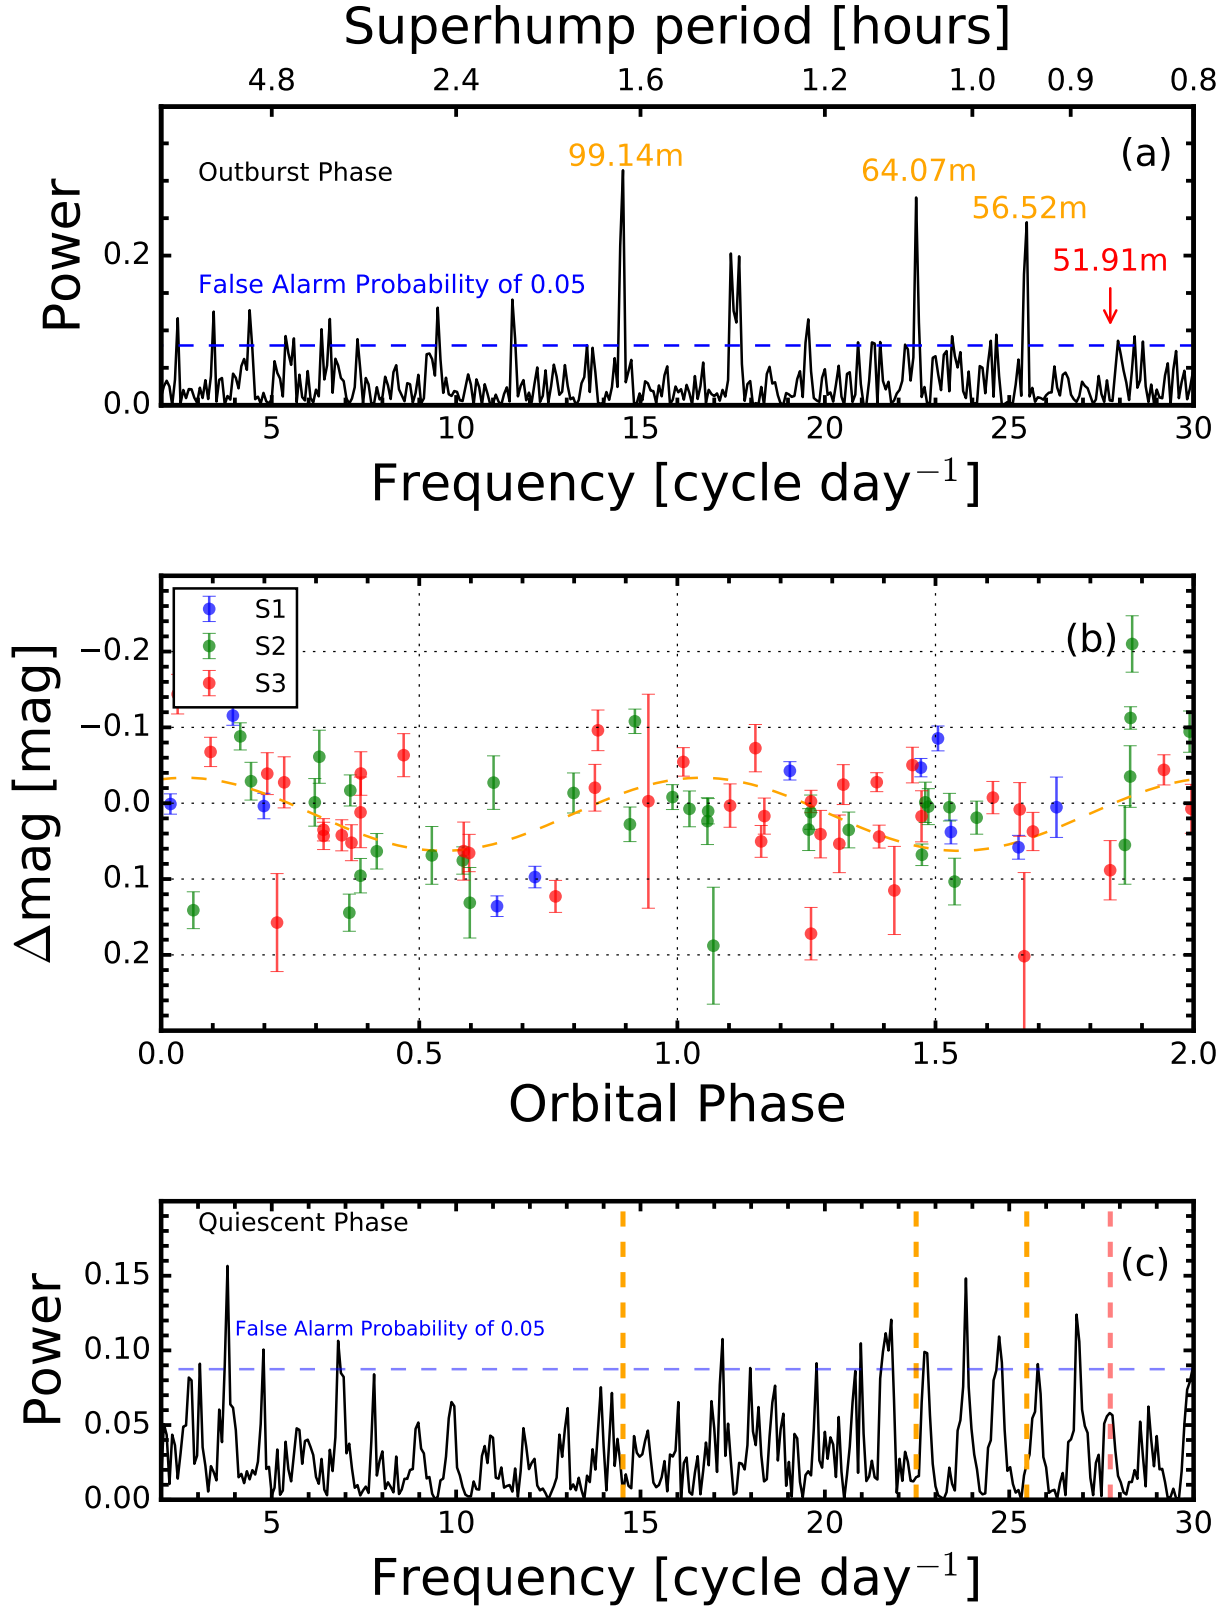 Superhump period [hours]
4.8 2.4 1.6 1.2 1.0 0.9 0.8
(a)
99.14m
64.07m
Outburst Phase
56.52m
51.91m
False Alarm Probability of 0.05
Power
0.2
0.0
5 10 15 20 25 30
Frequency [cycle day⁻¹]
S1
S2
S3
(b)
Δmag [mag]
−0.2
−0.1
0.0
0.1
0.2
0.0 0.5 1.0 1.5 2.0
Orbital Phase
Quiescent Phase
(c)
False Alarm Probability of 0.05
Power
0.15
0.10
0.05
0.00
5 10 15 20 25 30
Frequency [cycle day⁻¹]